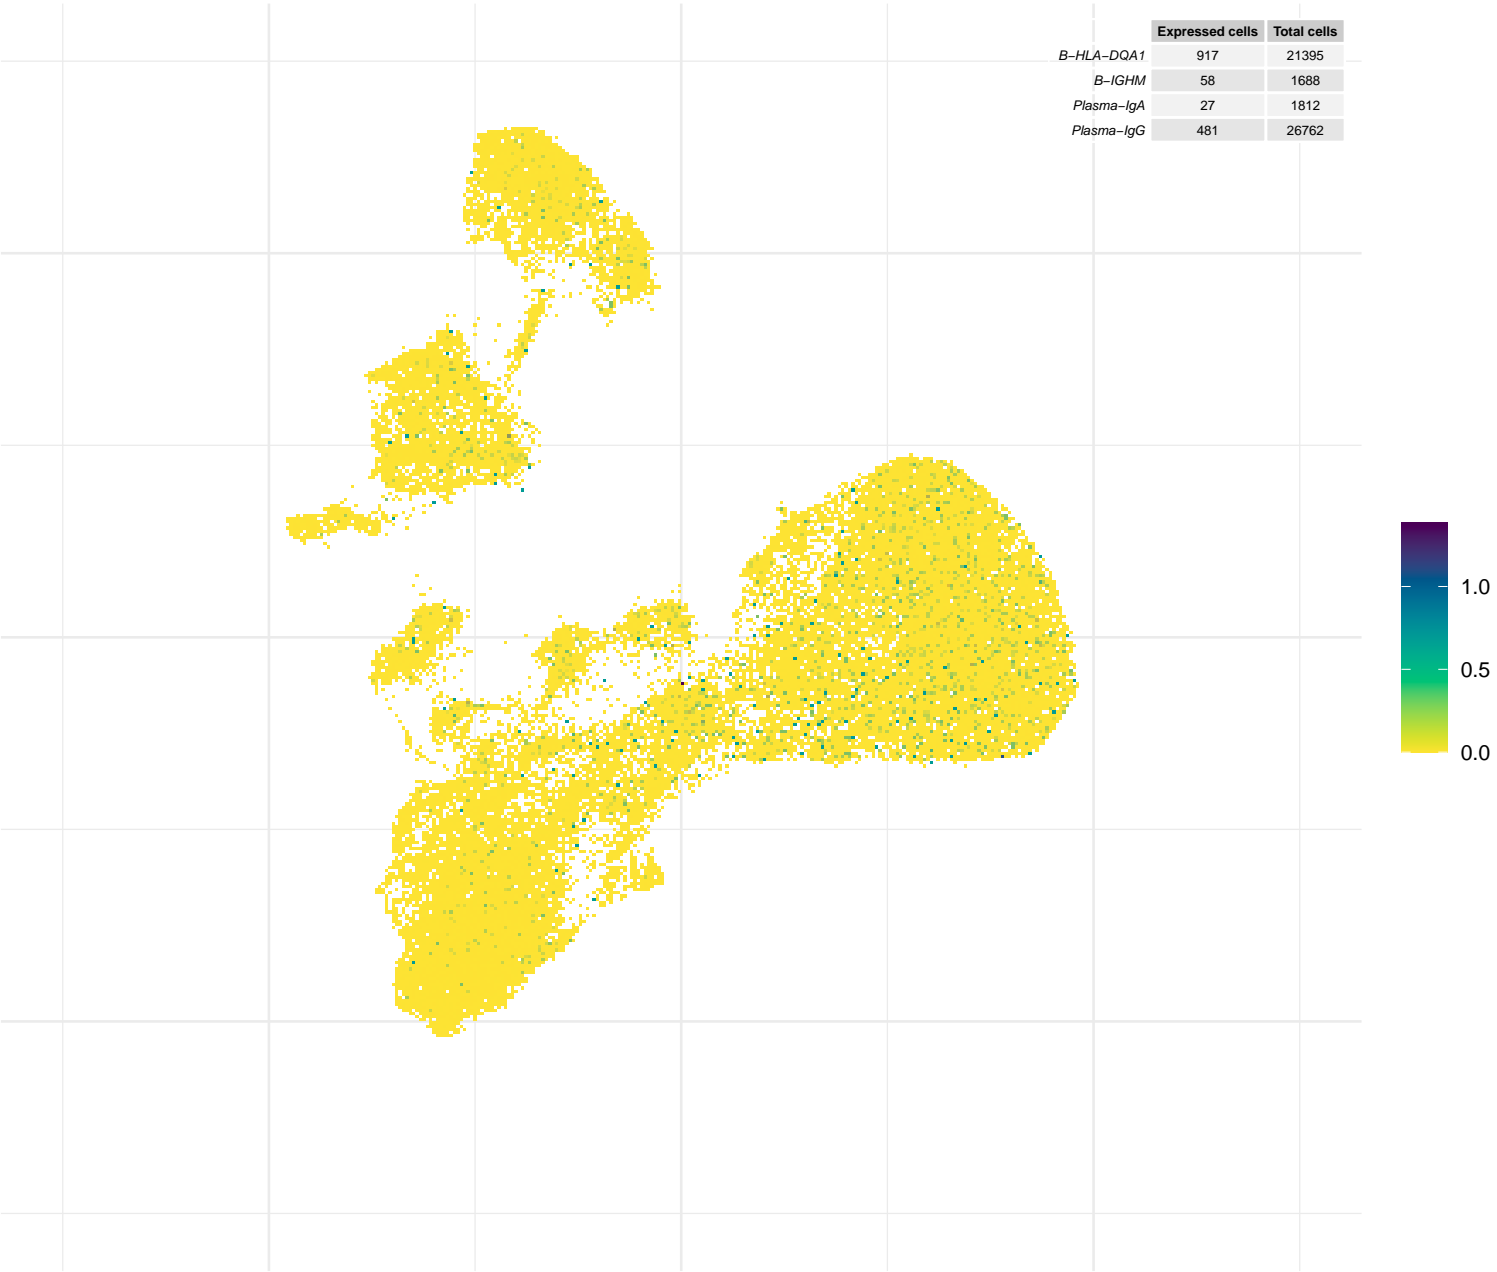 Expressed cells Total cells
B−HLA−DQA1 917 21395
B−IGHM 58 1688
Plasma−IgA 27 1812
Plasma−IgG 481 26762
1.0
0.5
0.0